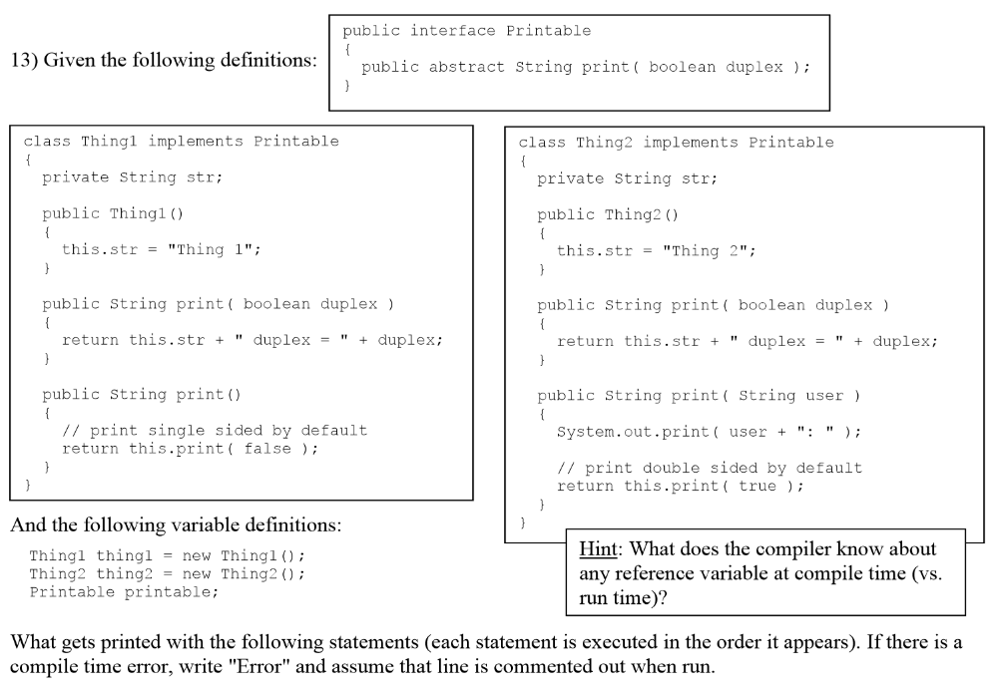 13) Given the following definitions:
public interface Printable
{
public abstract String print( boolean duplex );
}
class Thing1 implements Printable
{
private String str;
public Thing1()
{
this.str = "Thing 1";
}
public String print( boolean duplex )
{
return this.str + " duplex = " + duplex;
}
public String print()
{
// print single sided by default
return this.print( false );
}
}
class Thing2 implements Printable
{
private String str;
public Thing2()
{
this.str = "Thing 2";
}
public String print( boolean duplex )
{
return this.str + " duplex = " + duplex;
}
public String print( String user )
{
System.out.print( user + ": " );
// print double sided by default
return this.print( true );
}
}
And the following variable definitions:
Thing1 thing1 = new Thing1();
Thing2 thing2 = new Thing2();
Printable printable;
Hint: What does the compiler know about
any reference variable at compile time (vs.
run time)?
What gets printed with the following statements (each statement is executed in the order it appears). If there is a
compile time error, write "Error" and assume that line is commented out when run.